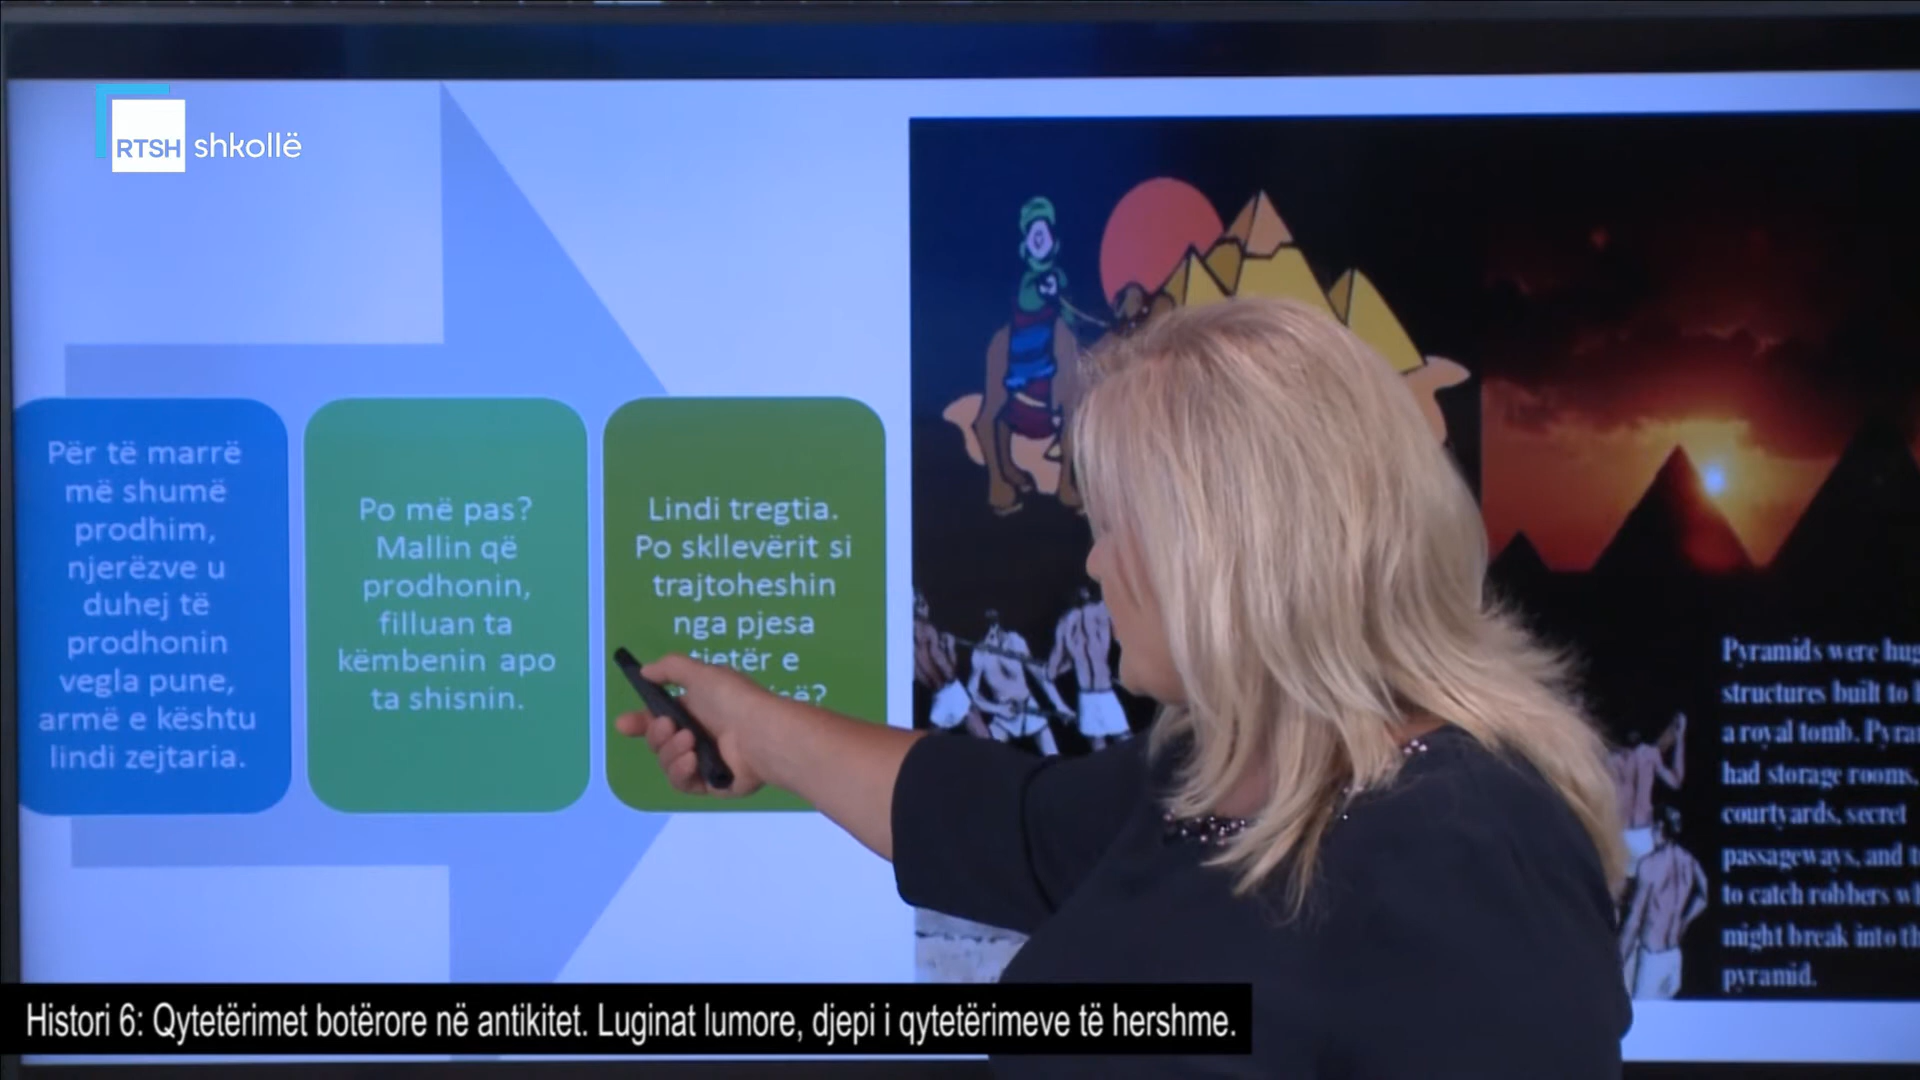 RTSH shkollë
Për të marrë
më shumë
prodhim,
njerëzve u
duhej të
prodhonin
vegla pune,
armë e kështu
lindi zejtaria.
Po më pas?
Mallin që
prodhonin,
filluan ta
këmbenin apo
ta shisnin.
Lindi tregtia.
Po skllevërit si
trajtoheshin
nga pjesa
tjetër e
Pyramids were
structures built to
a royal tomb.
had storage rooms,
courtyards, secret
passageways, and
to catch robbers
might break into
pyramid.
Histori 6: Qytetërimet botërore në antikitet. Luginat lumore, djepi i qytetërimeve të hershme.